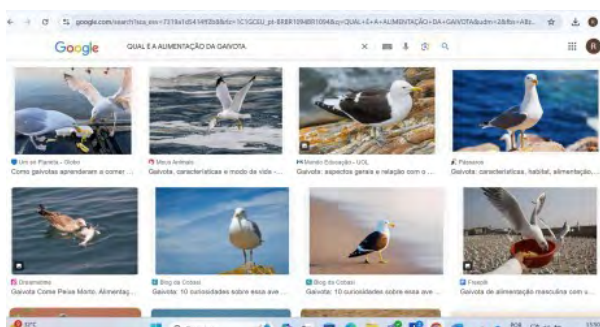 Google
QUAL E A ALIMENTAÇÃO DA GAIVOTA
Um só Planeta - Globo
Como gaivotas aprenderam a comer ...
Meus Animais
Gaivota, características e modo de vida - ...
Mundo Educação - UOL
Gaivota: aspectos gerais e relação com o ...
Pássaros
Gaivota: características, habitat, alimentação, ...
Dreamstime
Gaivota Come Peixe Morto, Alimentaç...
Blog da Cobasi
Gaivota: 10 curiosidades sobre essa ave ...
Blog da Cobasi
Gaivota: 10 curiosidades sobre essa ave ...
Freepik
Gaivota de alimentação masculina com u...